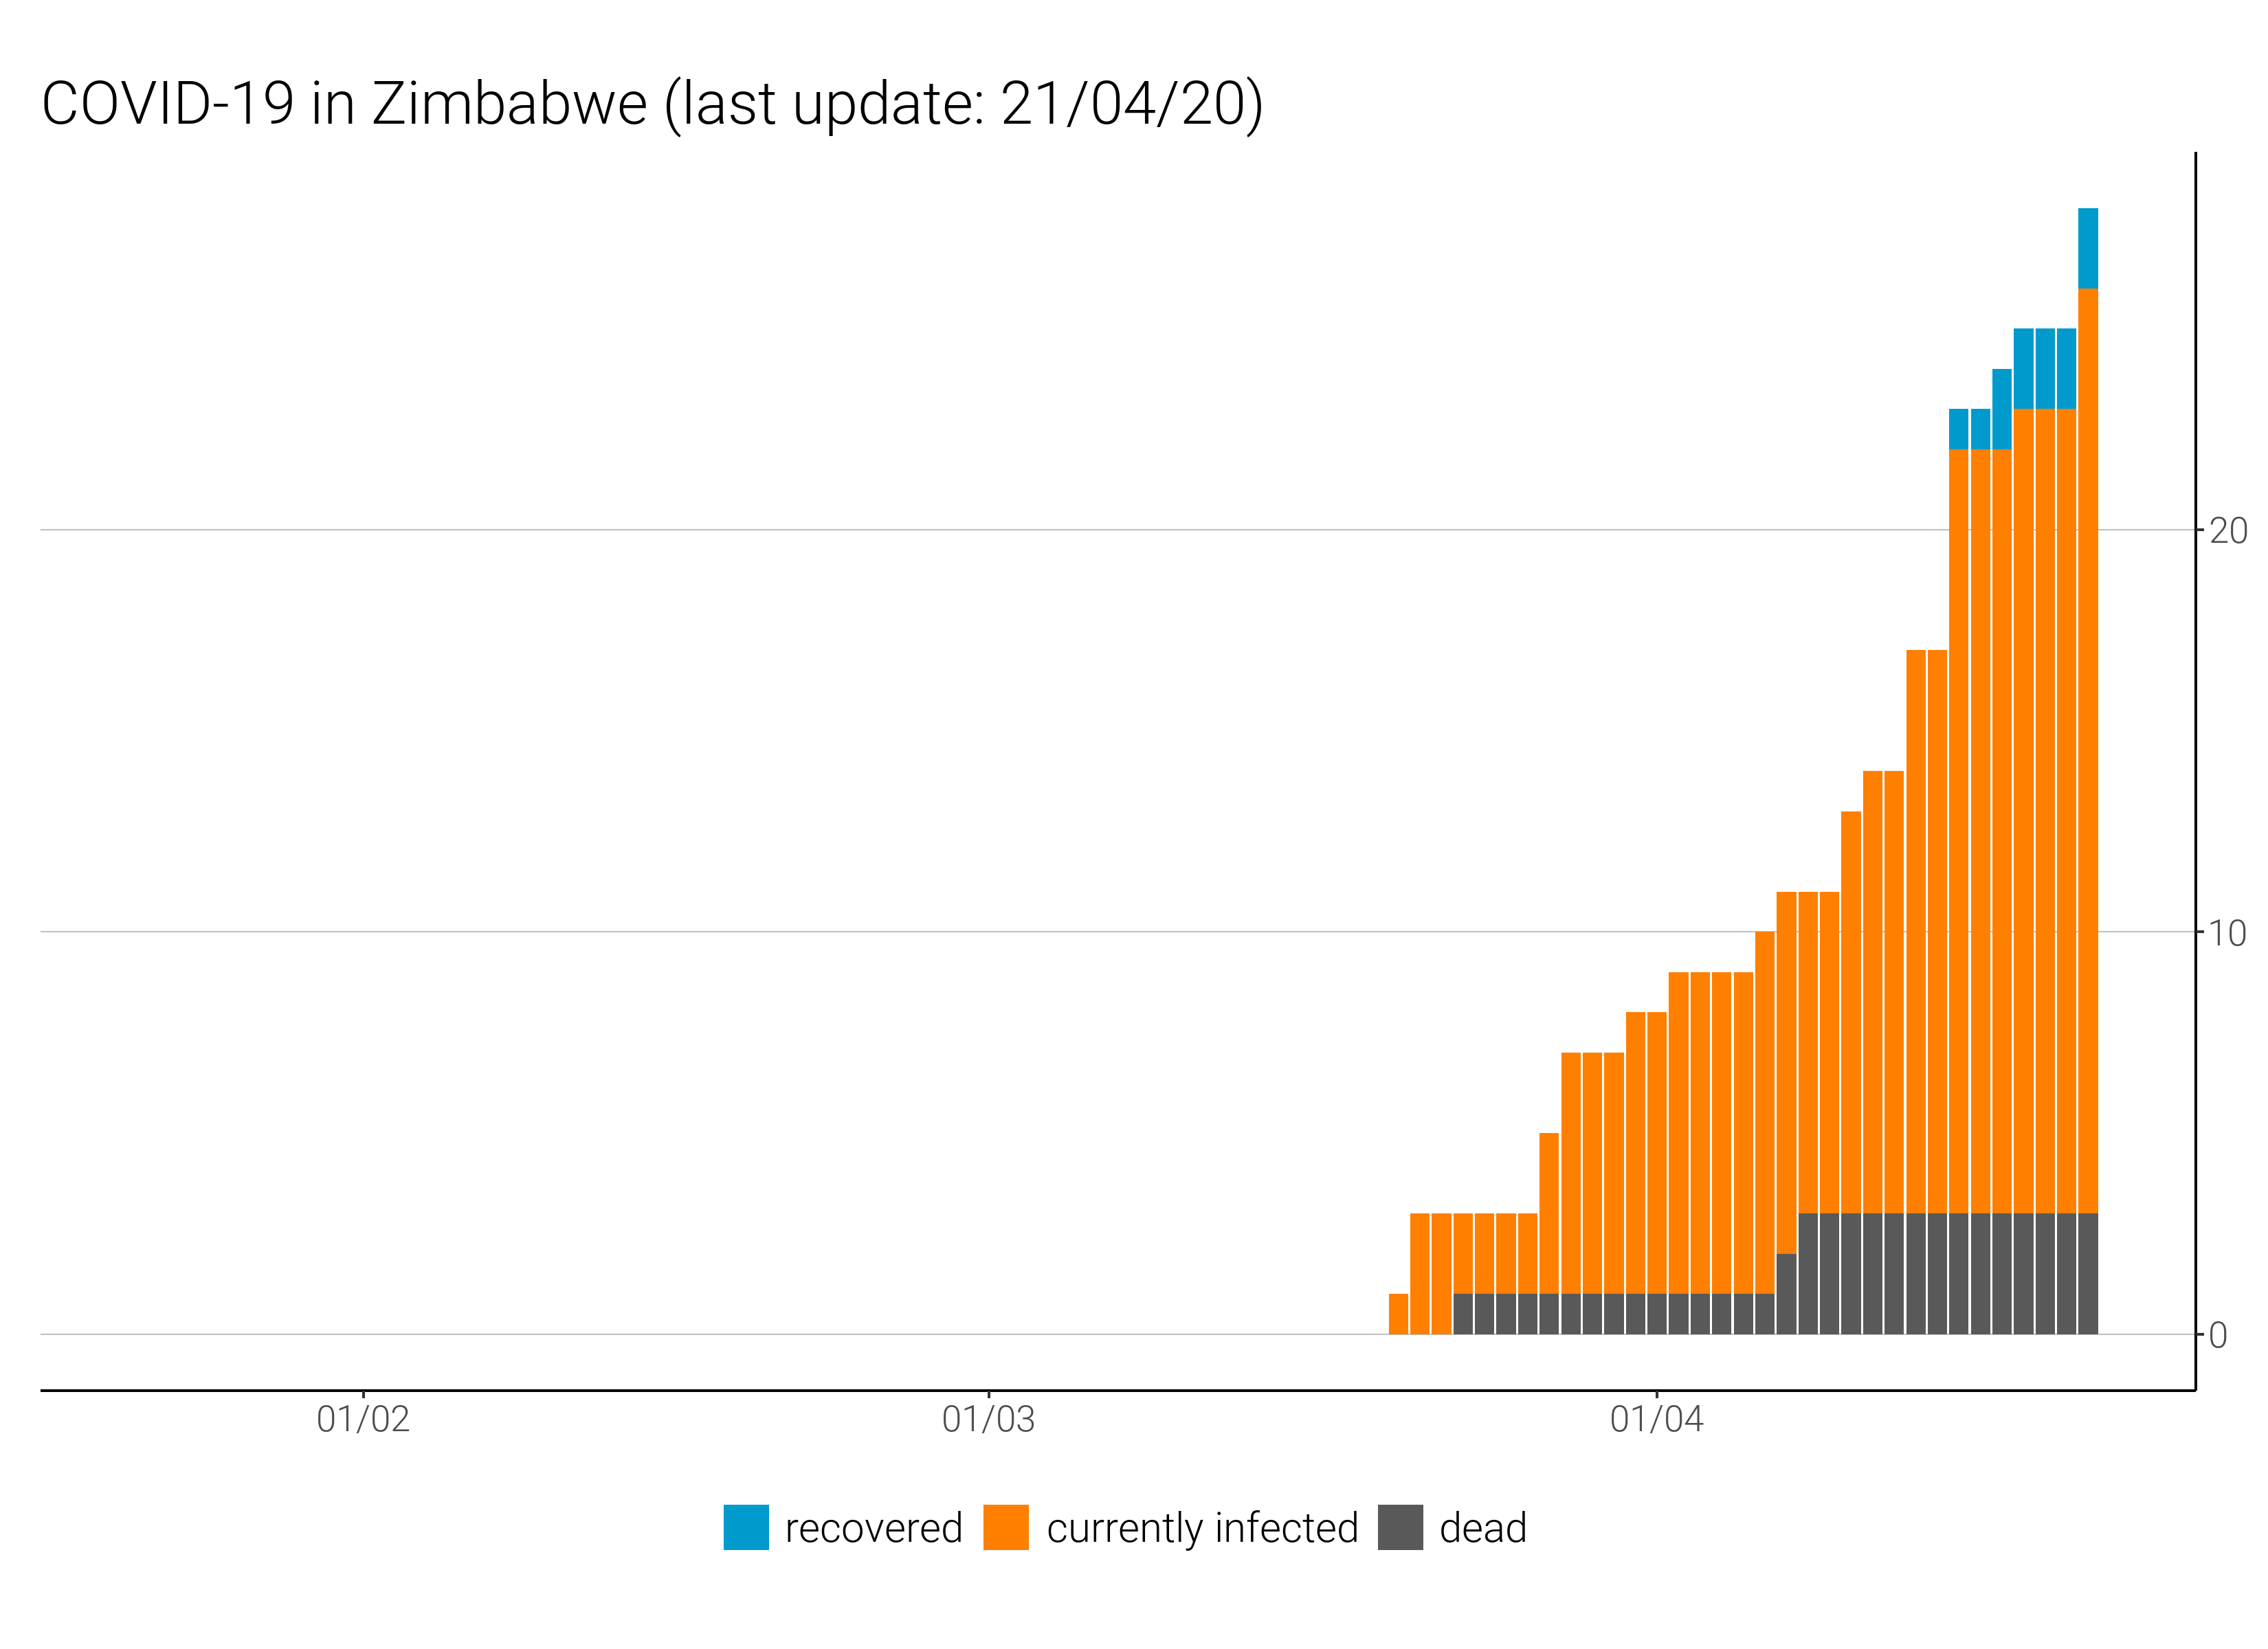 COVID-19 in Zimbabwe (last update: 21/04/20)
20
10
0
01/02 01/03 01/04
recovered currently infected dead